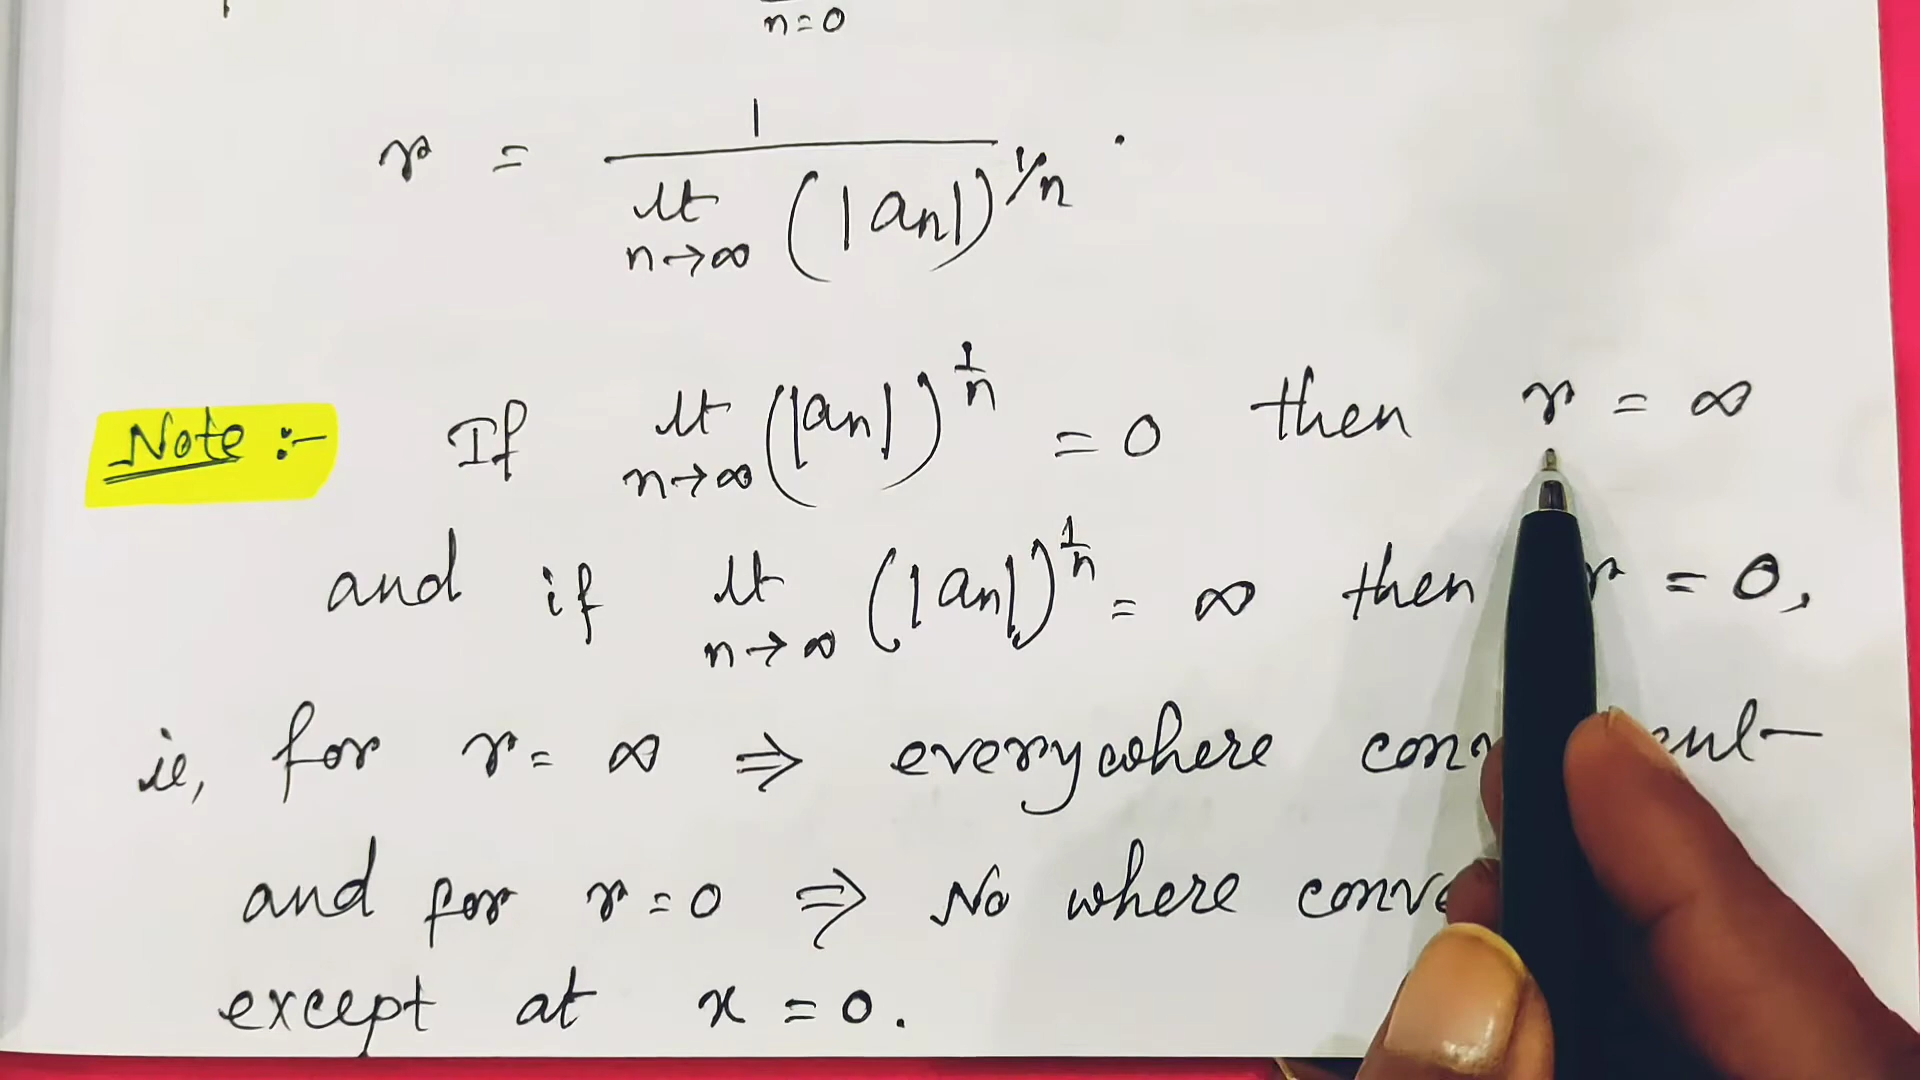 n=0
r = 1 / lt n→∞ (|an|)^1/n .
Note :- If lt n→∞ (|an|)^1/n = 0 then r = ∞
and if lt n→∞ (|an|)^1/n = ∞ then r = 0,
ie, for r = ∞ ⇒ everywhere
and for r = 0 ⇒ No where
except at x = 0.